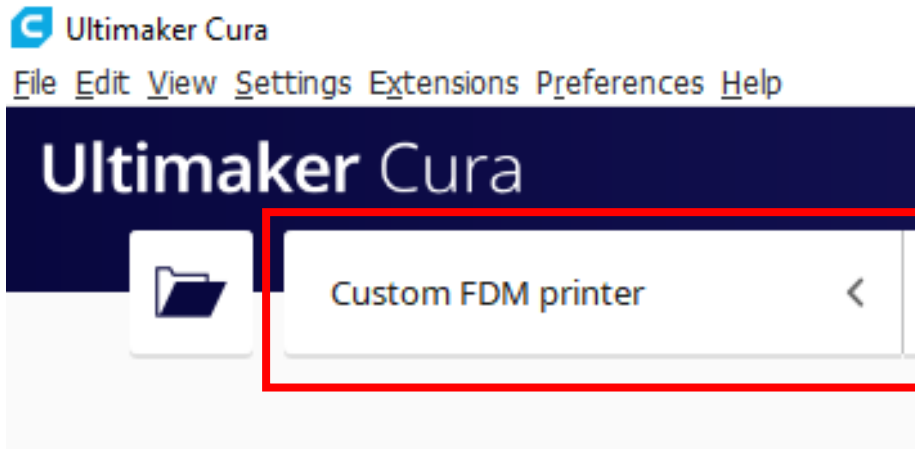 Ultimaker Cura
File Edit View Settings Extensions Preferences Help
Ultimaker Cura
Custom FDM printer